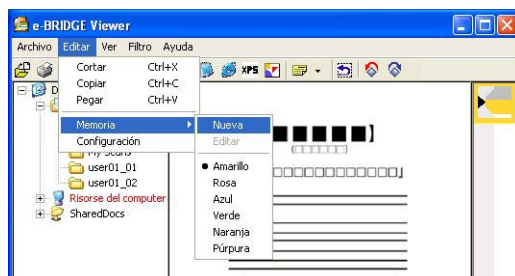 e-BRIDGE Viewer
Archivo Editar Ver Filtro Ayuda
Cortar Ctrl+X
Copiar Ctrl+C
Pegar Ctrl+V
Memoria
Configuración
Nueva
Editar
Amarillo
Rosa
Azul
Verde
Naranja
Púrpura
XPS
D
My Scans
user01_01
user01_02
Risorse del computer
SharedDocs